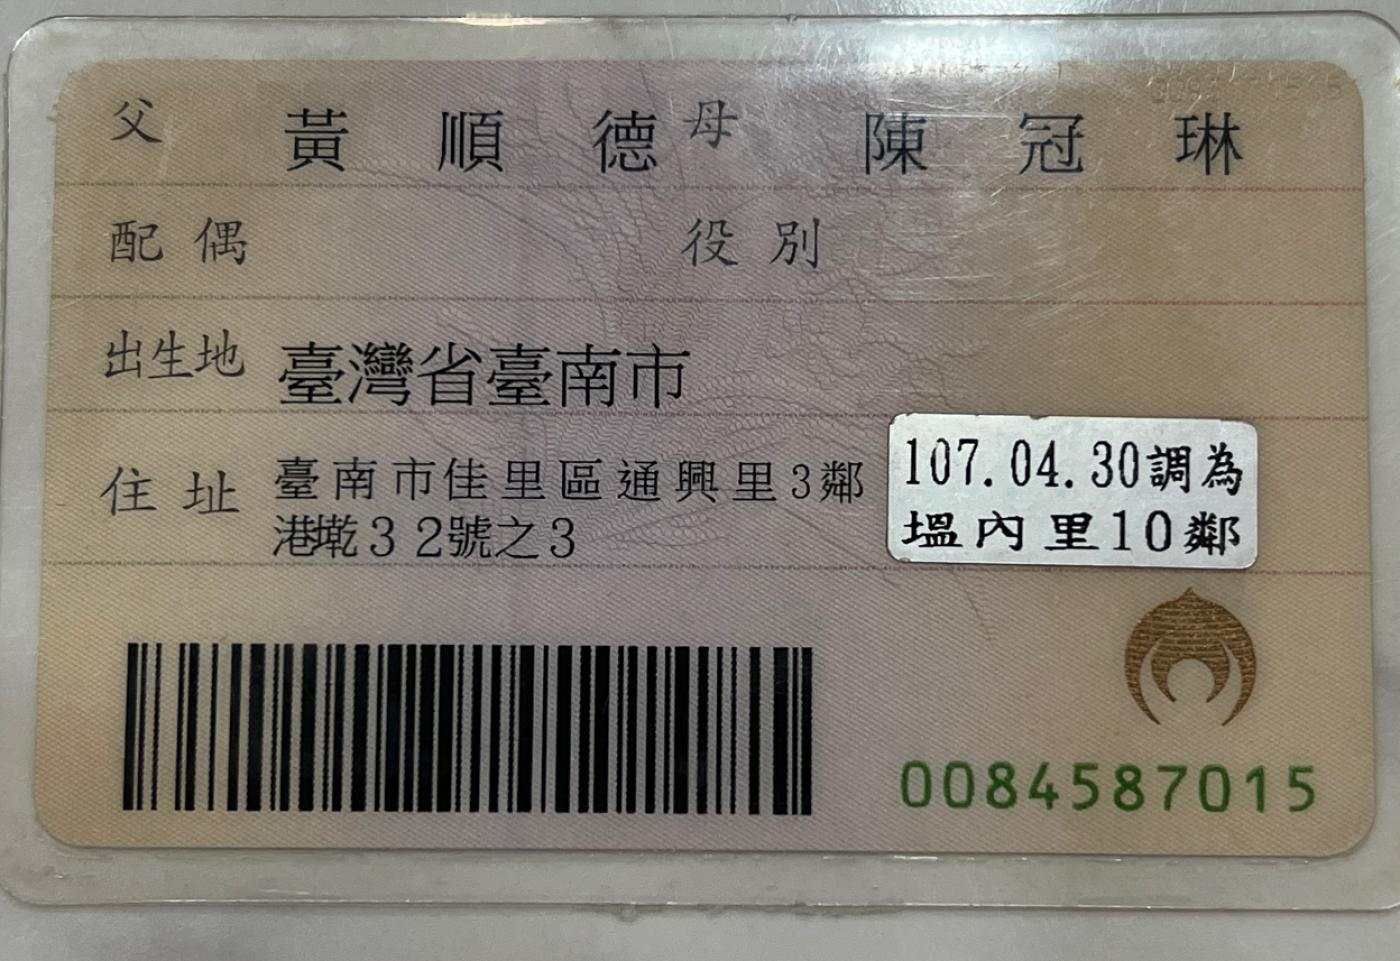 父 黃順德 母 陳冠琳
配偶 役別
出生地 臺灣省臺南市
住址 臺南市佳里區通興里3鄰
港墘32號之3
107.04.30調為
塭內里10鄰
0084587015